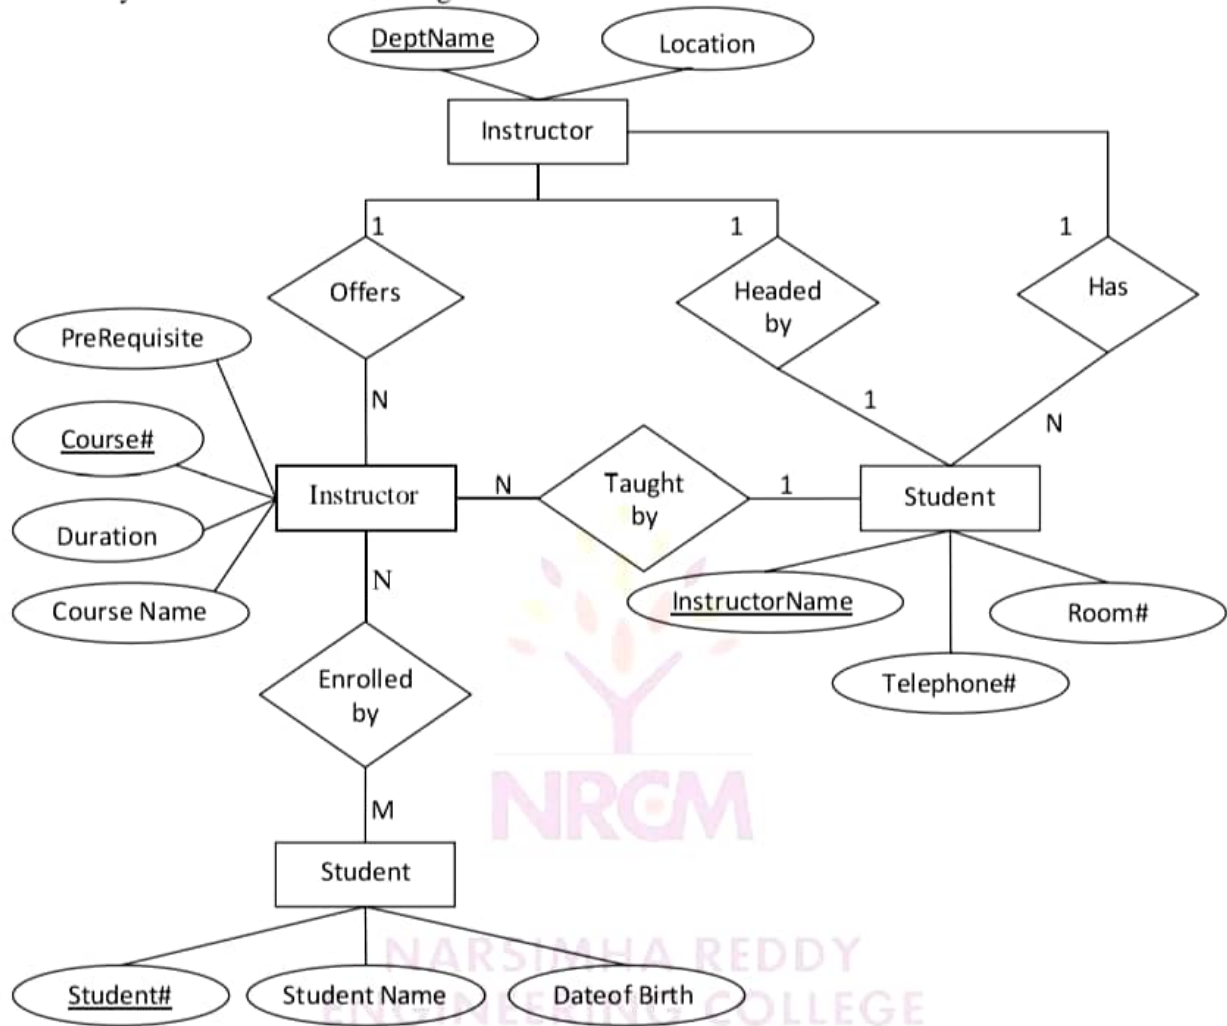 DeptName
Location
Instructor
1
1
1
Offers
Headed
by
Has
PreRequisite
N
1
N
Course#
Instructor
N
Taught
by
1
Student
Duration
Course Name
N
InstructorName
Room#
Telephone#
Enrolled
by
NRCM
M
Student
NARSIMHA REDDY
Student#
Student Name
Dateof Birth
ENGINEERING COLLEGE